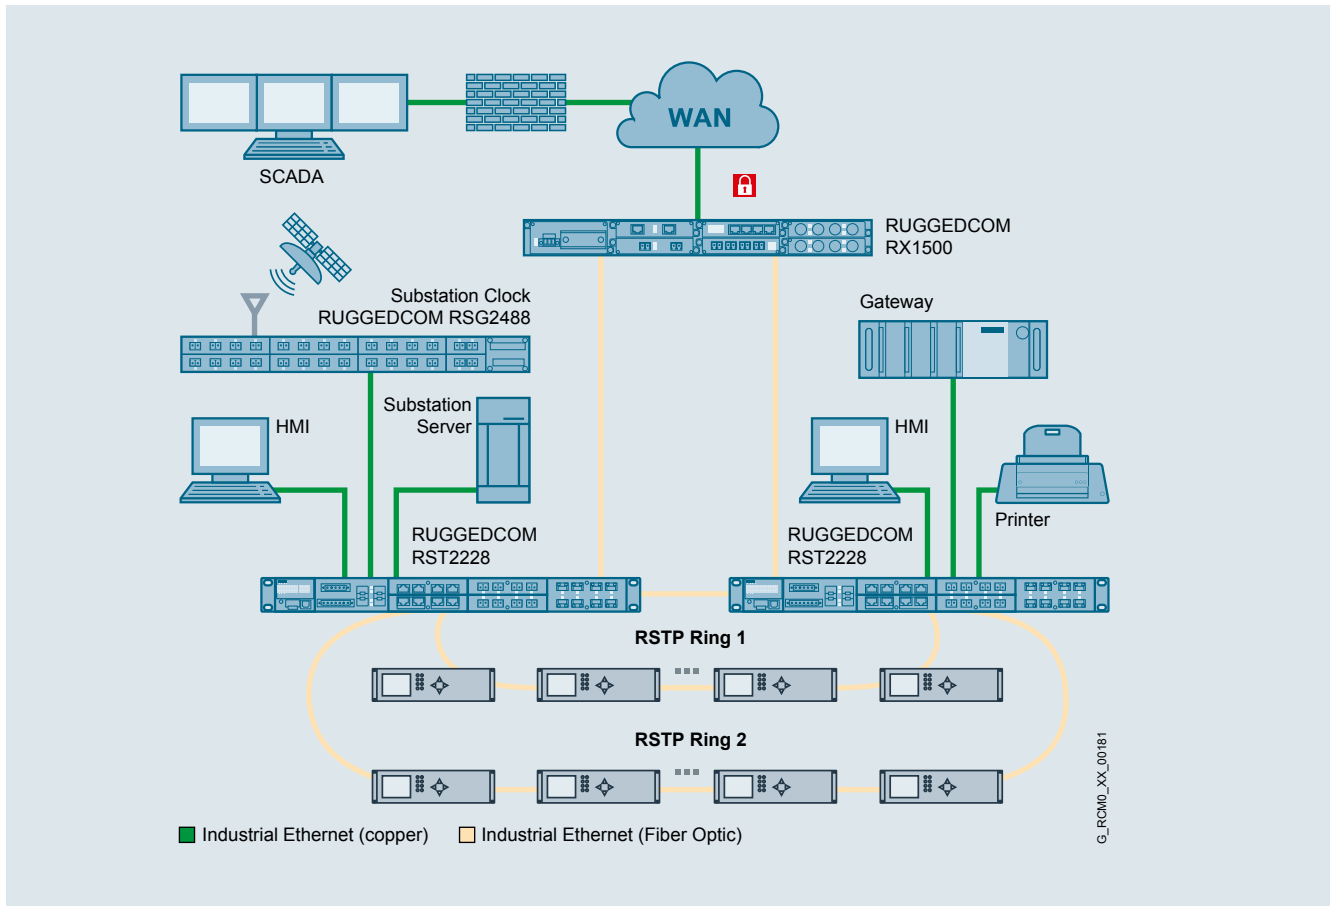 WAN
SCADA
RUGGEDCOM
RX1500
Substation Clock
RUGGEDCOM RSG2488
Gateway
HMI
Substation
Server
HMI
Printer
RUGGEDCOM
RST2228
RUGGEDCOM
RST2228
RSTP Ring 1
RSTP Ring 2
G_RCM0_XX_00181
Industrial Ethernet (copper)
Industrial Ethernet (Fiber Optic)